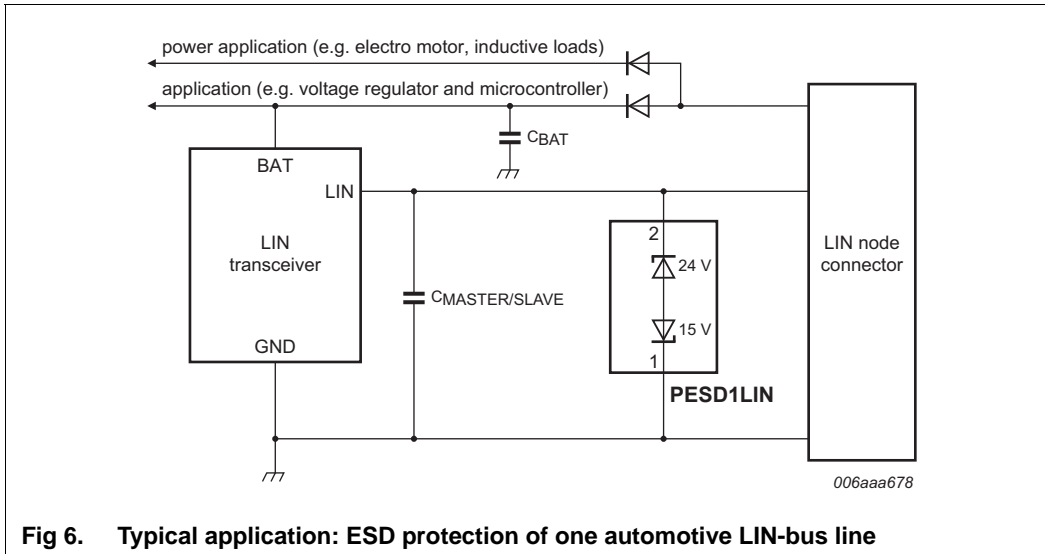 power application (e.g. electro motor, inductive loads)
application (e.g. voltage regulator and microcontroller)
CBAT
BAT
LIN
LIN
transceiver
GND
CMASTER/SLAVE
2
24 V
15 V
1
PESD1LIN
LIN node
connector
006aaa678
Fig 6. Typical application: ESD protection of one automotive LIN-bus line